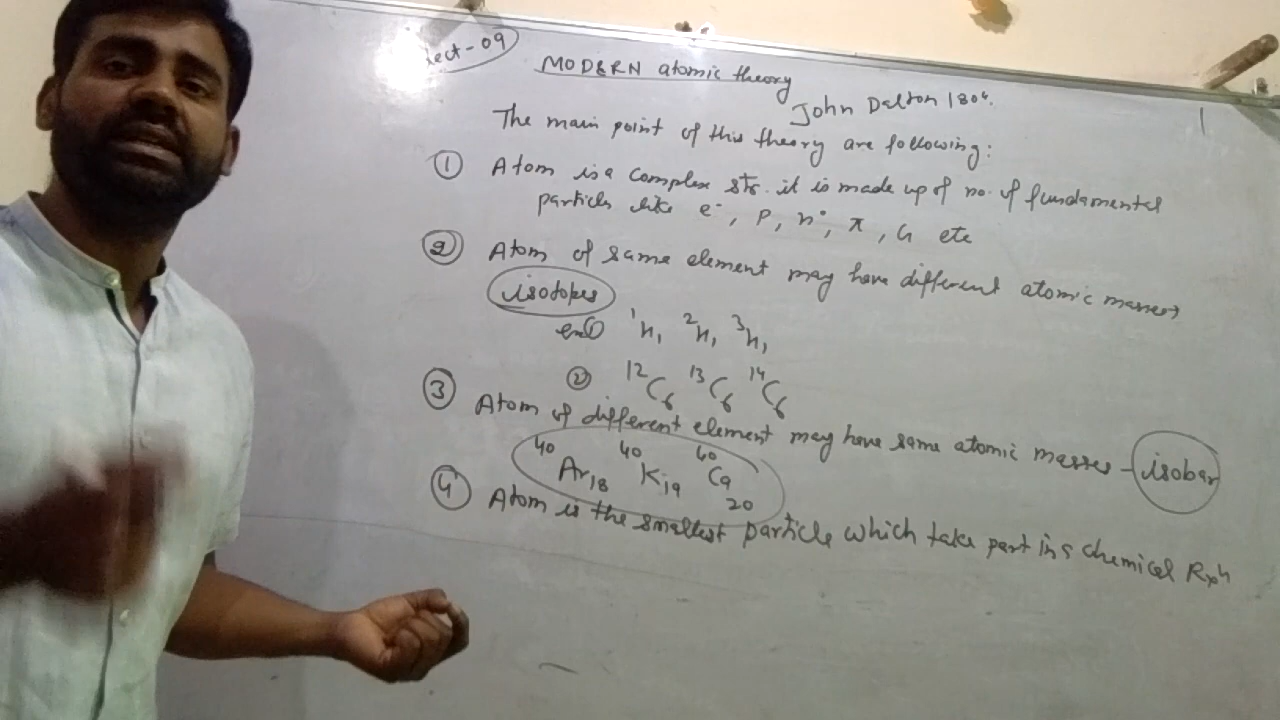 Lect-09
MODERN atomic theory
John Dalton 180
The main point of this theory are following:
① Atom is a complex str. it is made up of no. of fundamental
particles like e⁻, P, n°, π, etc
② Atom of same element may have different atomic masses
isotopes
① ¹H₁ ²H₁ ³H₁
② ¹²C₆ ¹³C₆ ¹⁴C₆
③ Atom of different element may have same atomic masses - isobar
⁴⁰Ar₁₈ ⁴⁰K₁₉ ⁴⁰Ca₂₀
④ Atom is the smallest particle which take part in chemical Rxn